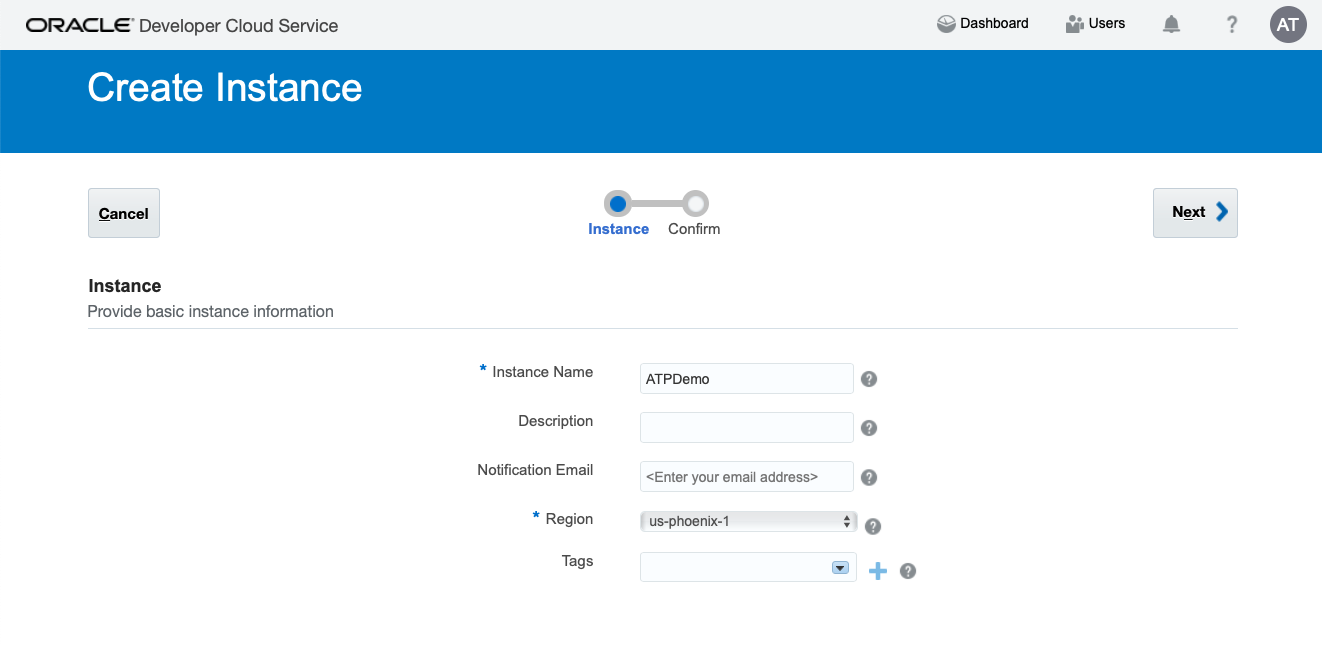 ORACLE® Developer Cloud Service
Dashboard
Users
?
AT
Create Instance
Cancel
Next
Instance
Confirm
Instance
Provide basic instance information
* Instance Name
ATPDemo
?
Description
?
Notification Email
<Enter your email address>
?
* Region
us-phoenix-1
?
Tags
?